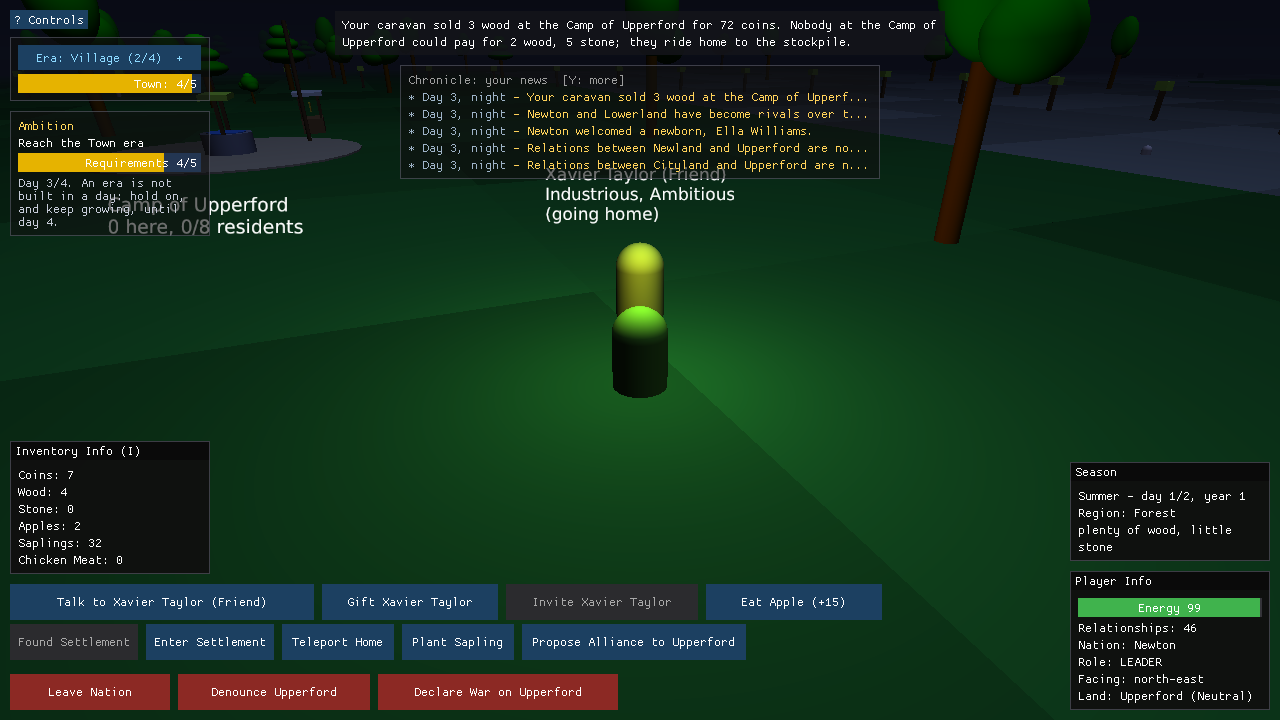 ? Controls
Your caravan sold 3 wood at the Camp of Upperford for 72 coins. Nobody at the Camp of
Upperford could pay for 2 wood, 5 stone; they ride home to the stockpile.
Era: Village (2/4) +
Town: 4/5
Chronicle: your news [Y: more]
* Day 3, night - Your caravan sold 3 wood at the Camp of Upperf...
* Day 3, night - Newton and Lowerland have become rivals over t...
* Day 3, night - Newton welcomed a newborn, Ella Williams.
* Day 3, night - Relations between Newland and Upperford are no...
* Day 3, night - Relations between Cityland and Upperford are n...
Ambition
Reach the Town era
Requirements 4/5
Day 3/4. An era is not
built in a day: hold on,
and keep growing, until
day 4.
Camp of Upperford
0 here, 0/8 residents
Xavier Taylor (Friend)
Industrious, Ambitious
(going home)
Inventory Info (I)
Coins: 7
Wood: 4
Stone: 0
Apples: 2
Saplings: 32
Chicken Meat: 0
Season
Summer - day 1/2, year 1
Region: Forest
plenty of wood, little
stone
Player Info
Energy 99
Relationships: 46
Nation: Newton
Role: LEADER
Facing: north-east
Land: Upperford (Neutral)
Talk to Xavier Taylor (Friend)
Gift Xavier Taylor
Invite Xavier Taylor
Eat Apple (+15)
Found Settlement
Enter Settlement
Teleport Home
Plant Sapling
Propose Alliance to Upperford
Leave Nation
Denounce Upperford
Declare War on Upperford